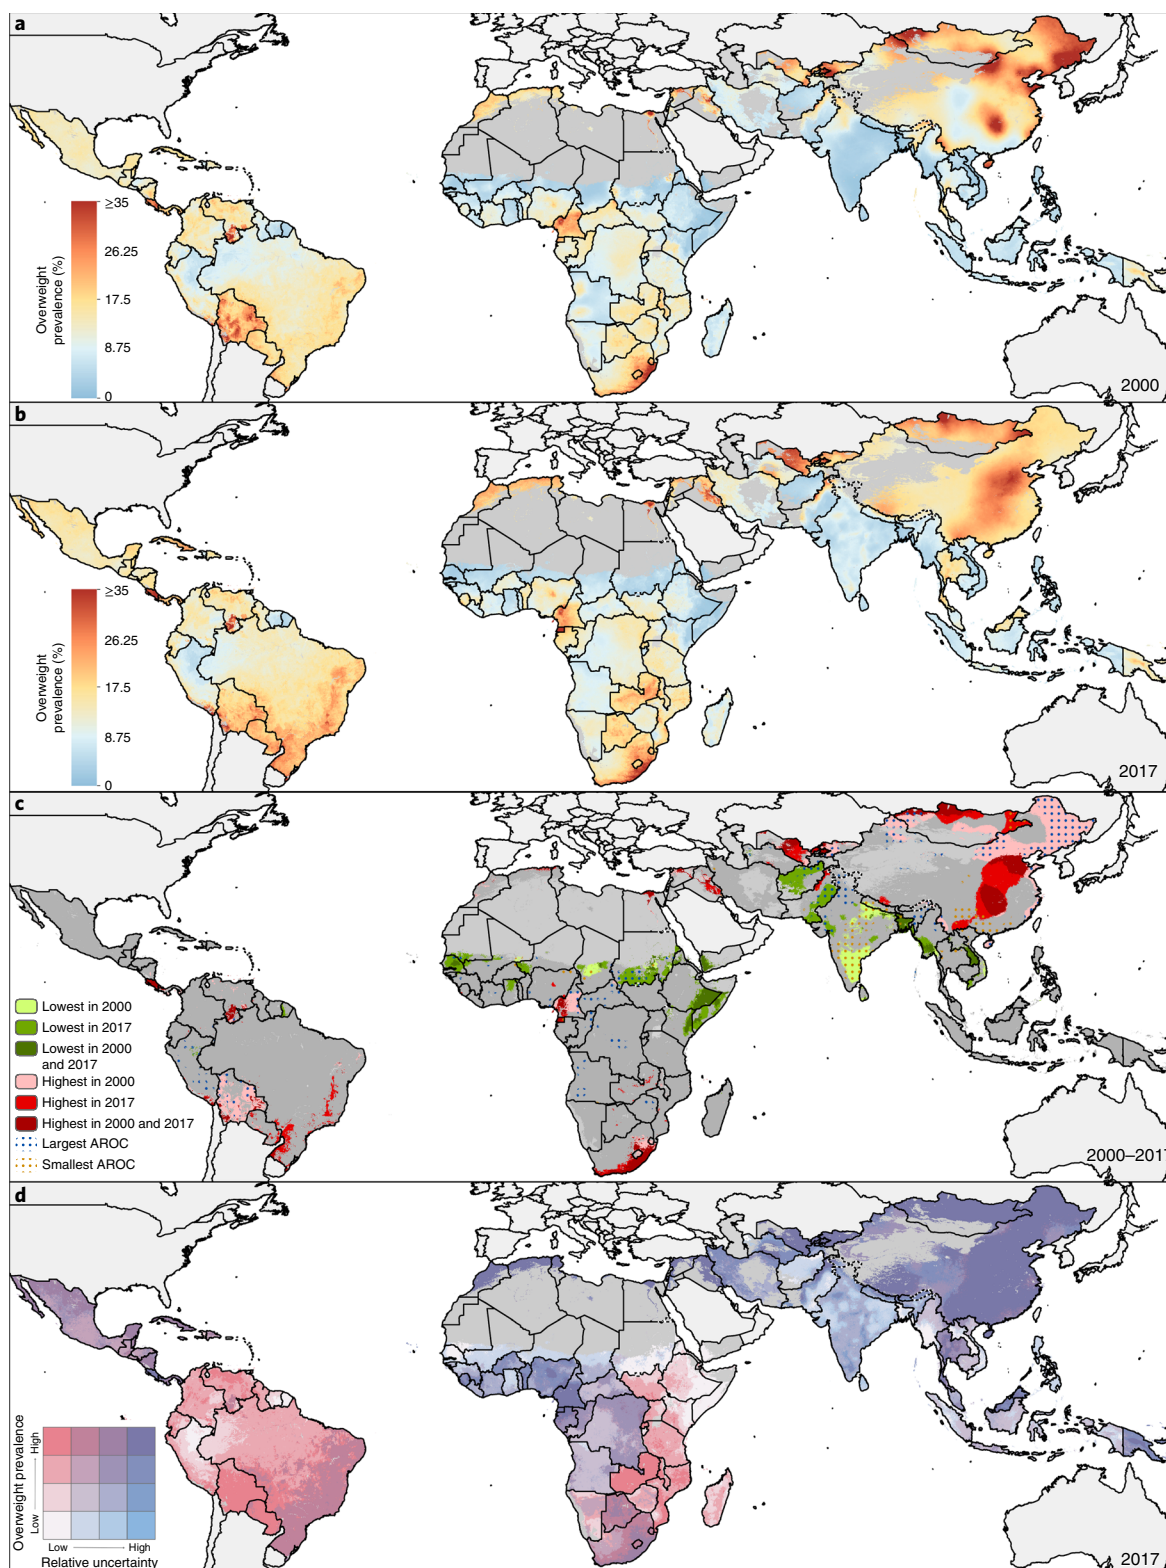 a
Overweight
prevalence (%)
≥35
26.25
17.5
8.75
0
2000
b
Overweight
prevalence (%)
≥35
26.25
17.5
8.75
0
2017
c
Lowest in 2000
Lowest in 2017
Lowest in 2000
and 2017
Highest in 2000
Highest in 2017
Highest in 2000 and 2017
Largest AROC
Smallest AROC
2000–2017
d
Overweight prevalence
High
Low
Low
High
Relative uncertainty
2017